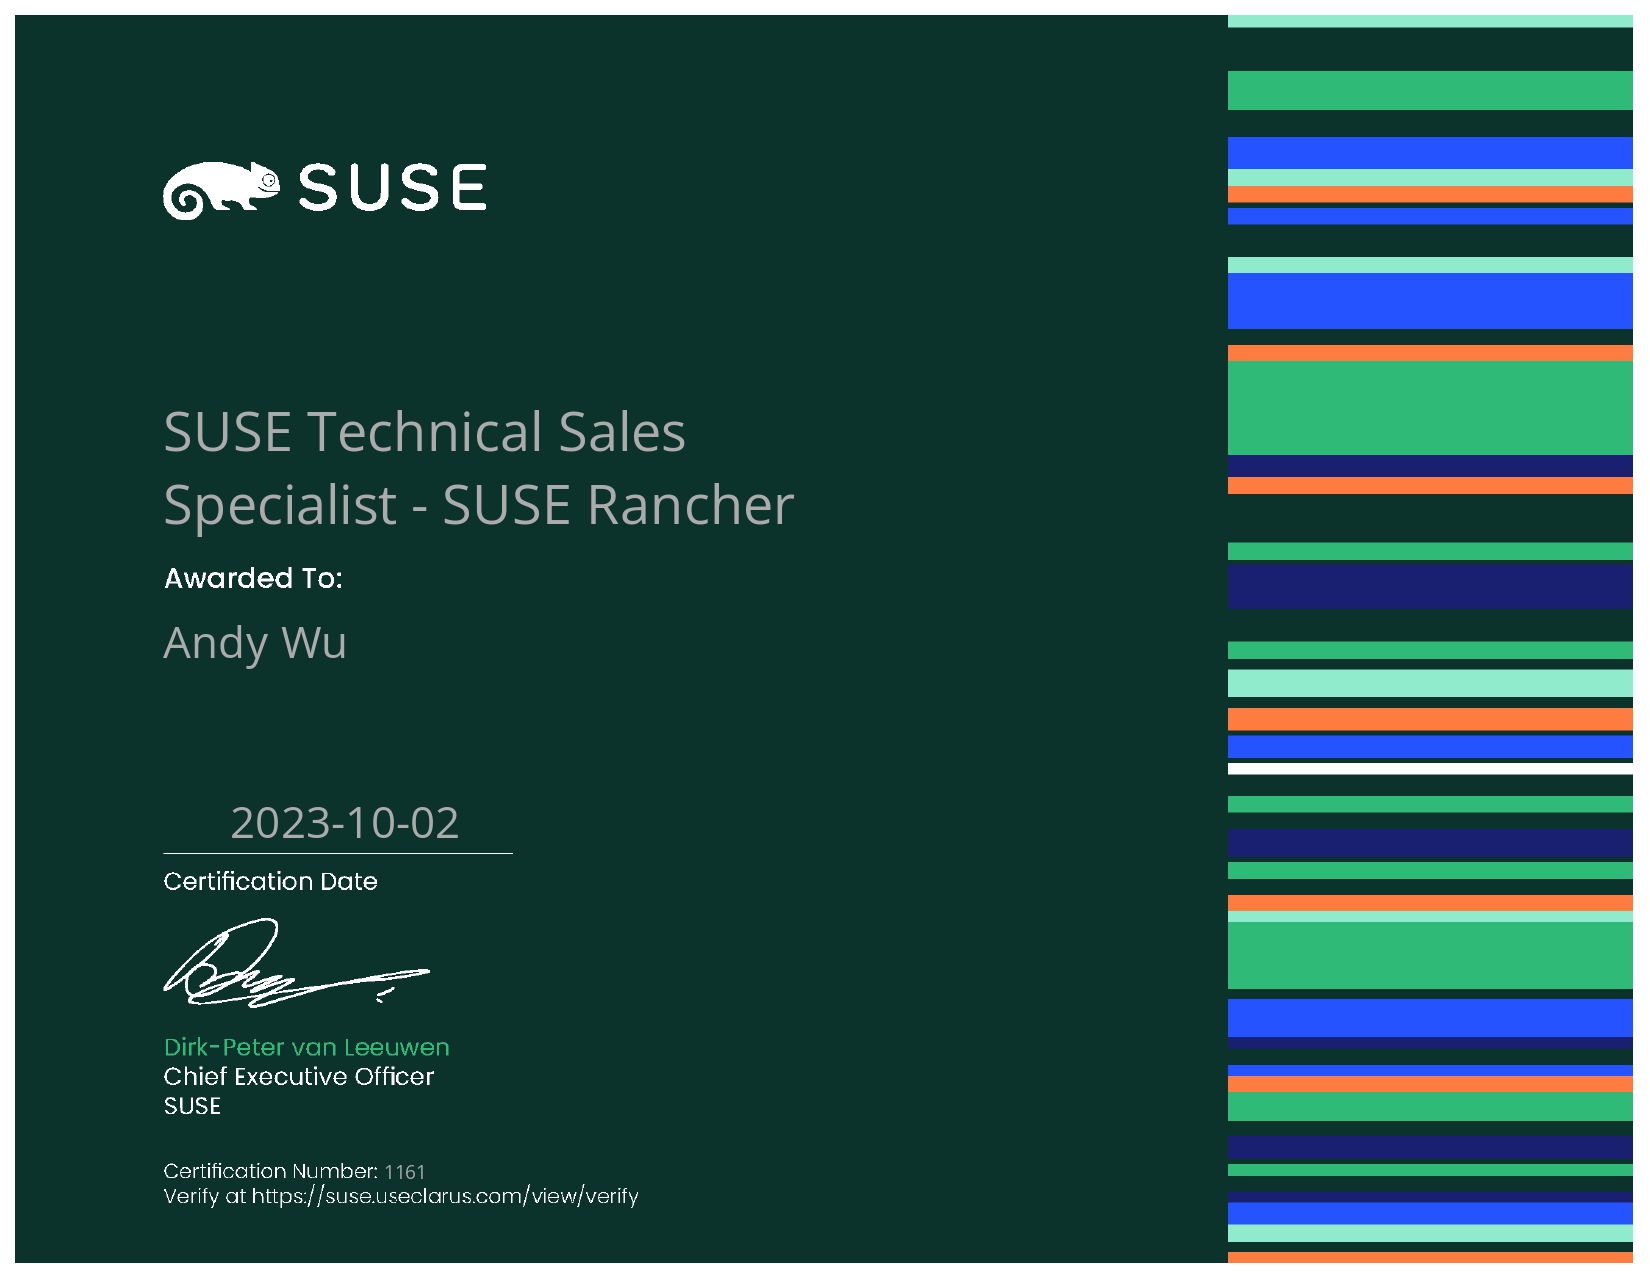 SUSE
SUSE Technical Sales
Specialist - SUSE Rancher
Awarded To:
Andy Wu
2023-10-02
Certification Date
Dirk-Peter van Leeuwen
Chief Executive Officer
SUSE
Certification Number: 1161
Verify at https://suse.useclarus.com/view/verify